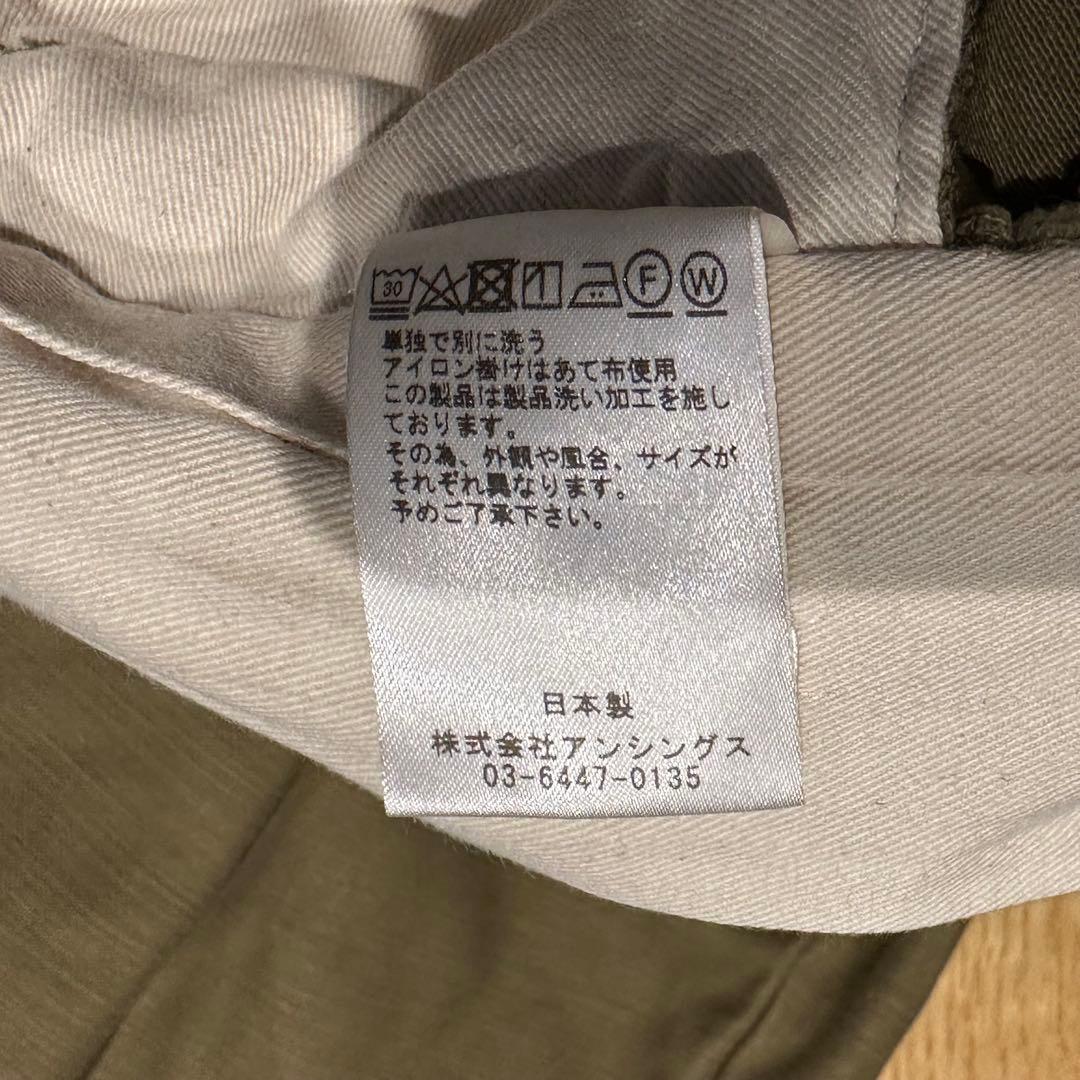 30 F W
単独で別に洗う
アイロン掛けはあて布使用
この製品は製品洗い加工を施し
ております。
その為、外観や風合、サイズが
それぞれ異なります。
予めご了承下さい。
日本製
株式会社アンシングス
03-6447-0135